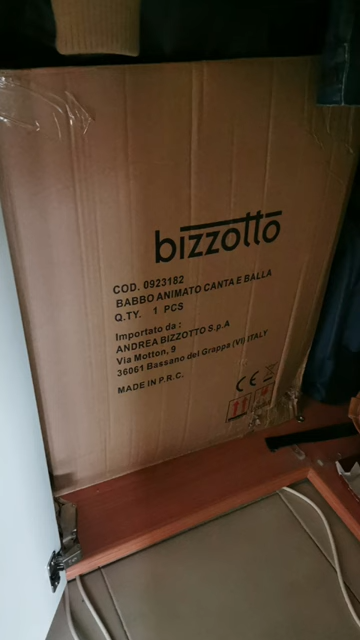 bizzotto
COD. 0923182
BABBO ANIMATO CANTA E BALLA
Q.TY. 1 PCS
Importato da :
ANDREA BIZZOTTO S.p.A
Via Motton, 9
36061 Bassano del Grappa (VI) ITALY
MADE IN P.R.C.
CE